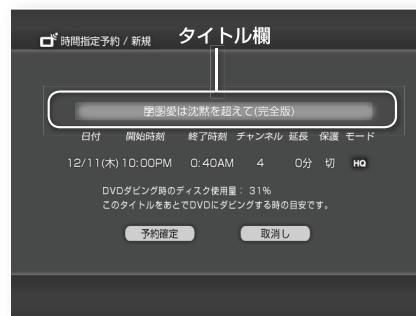 時間指定予約 / 新規
タイトル欄
字幕愛は沈黙を超えて(完全版)
日付 開始時刻 終了時刻 チャンネル 延長 保護 モード
12/11(木) 10:00PM 0:40AM 4 0分 切 HQ
DVDダビング時のディスク使用量： 31%
このタイトルをあとでDVDにダビングする時の目安です。
予約確定 取消し